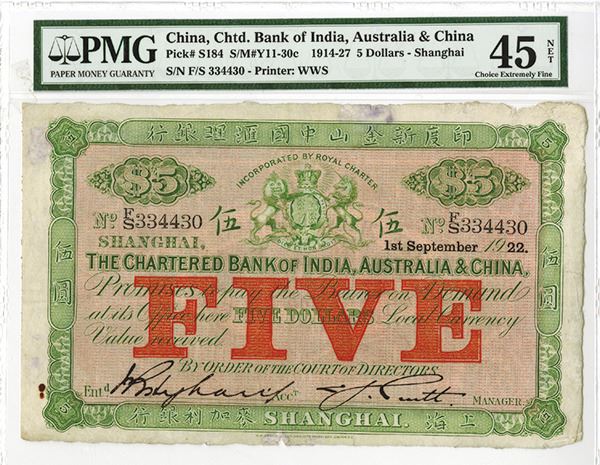 PMG
PAPER MONEY GUARANTY
China, Chtd. Bank of India, Australia & China
Pick# S184 S/M#Y11-30c 1914-27 5 Dollars - Shanghai
S/N F/S 334430 - Printer: WWS
45 NET
Choice Extremely Fine
印度新金山中國滙理銀行
INCORPORATED BY ROYAL CHARTER
$5 $5
Nº F/S 334430 伍 伍 Nº F/S 334430
SHANGHAI, 1st September 1922.
THE CHARTERED BANK OF INDIA, AUSTRALIA & CHINA,
FIVE
Promises to pay the Bearer on Demand
at its Office here FIVE DOLLARS Local Currency
Value received
BY ORDER OF THE COURT OF DIRECTORS
Entd Acct MANAGER.
伍圓 伍圓
上海 SHANGHAI. 麥加利銀行
5 5